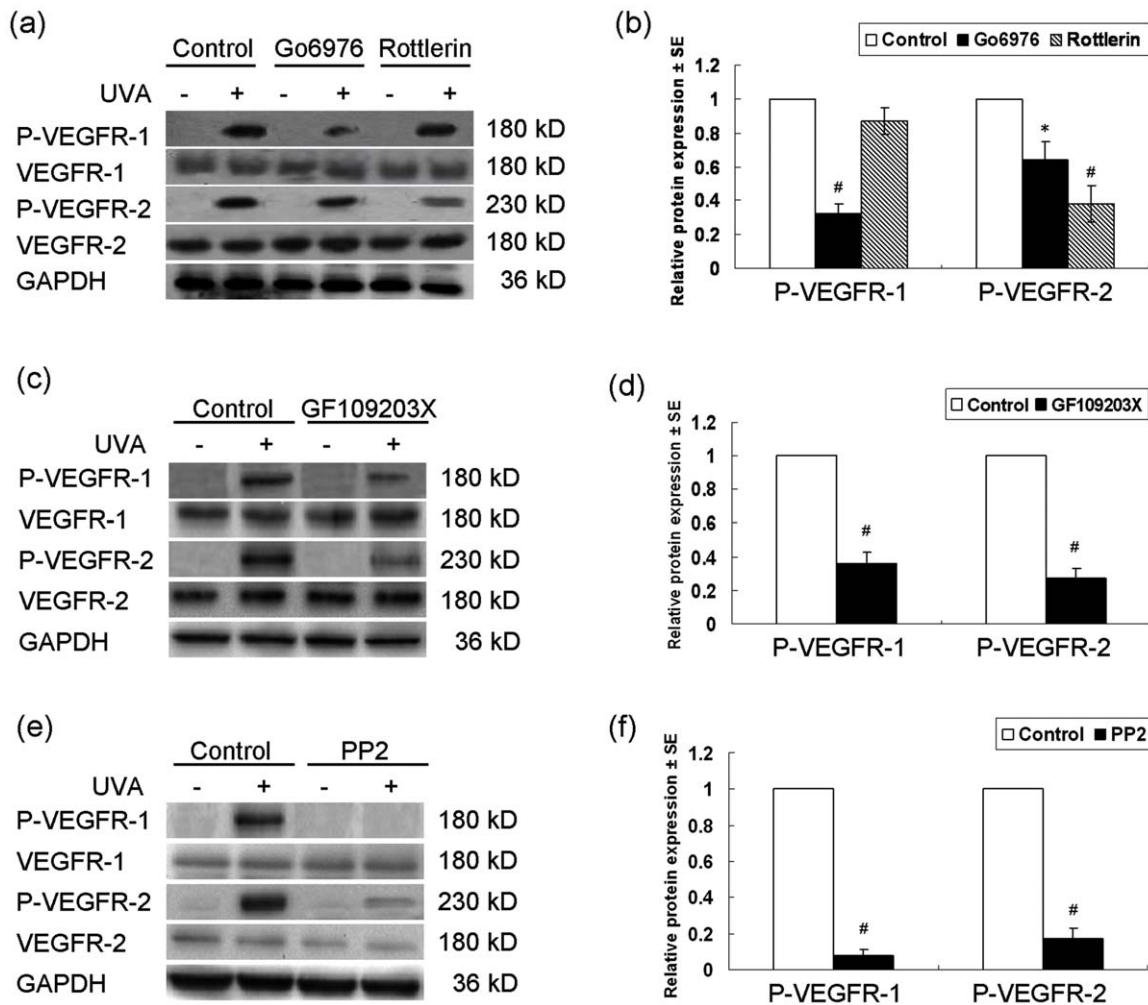 (a)
Control Go6976 Rottlerin
UVA - + - + - +
P-VEGFR-1 180 kD
VEGFR-1 180 kD
P-VEGFR-2 230 kD
VEGFR-2 180 kD
GAPDH 36 kD
(b)
Control Go6976 Rottlerin
Relative protein expression ± SE
1.2
1
0.8
0.6
0.4
0.2
0
#
*
#
P-VEGFR-1 P-VEGFR-2
(c)
Control GF109203X
UVA - + - +
P-VEGFR-1 180 kD
VEGFR-1 180 kD
P-VEGFR-2 230 kD
VEGFR-2 180 kD
GAPDH 36 kD
(d)
Control GF109203X
Relative protein expression ± SE
1.2
1
0.8
0.6
0.4
0.2
0
# #
P-VEGFR-1 P-VEGFR-2
(e)
Control PP2
UVA - + - +
P-VEGFR-1 180 kD
VEGFR-1 180 kD
P-VEGFR-2 230 kD
VEGFR-2 180 kD
GAPDH 36 kD
(f)
Control PP2
Relative protein expression ± SE
1.2
1
0.8
0.6
0.4
0.2
0
# #
P-VEGFR-1 P-VEGFR-2